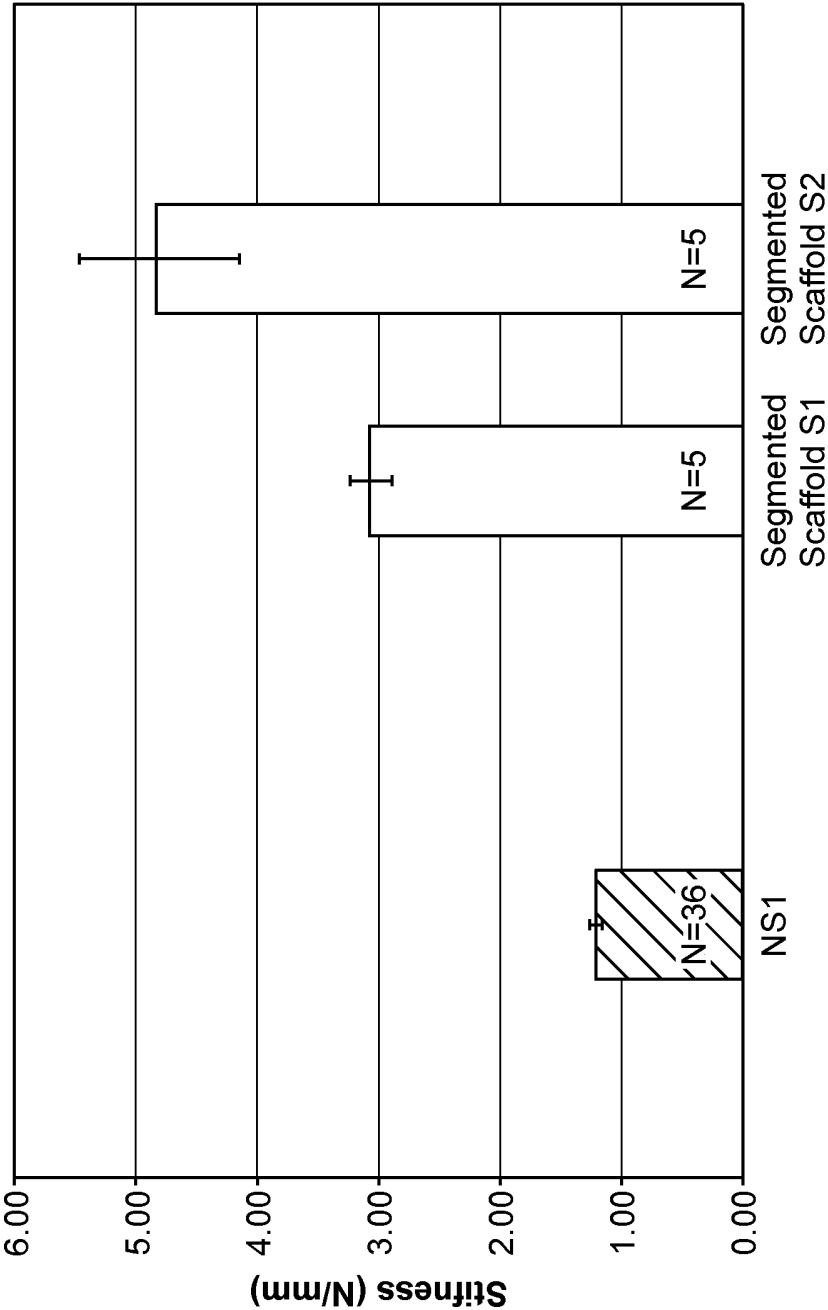 Stifness (N/mm)
6.00
5.00
4.00
3.00
2.00
1.00
0.00
N=36
N=5
N=5
NS1
Segmented
Scaffold S1
Segmented
Scaffold S2